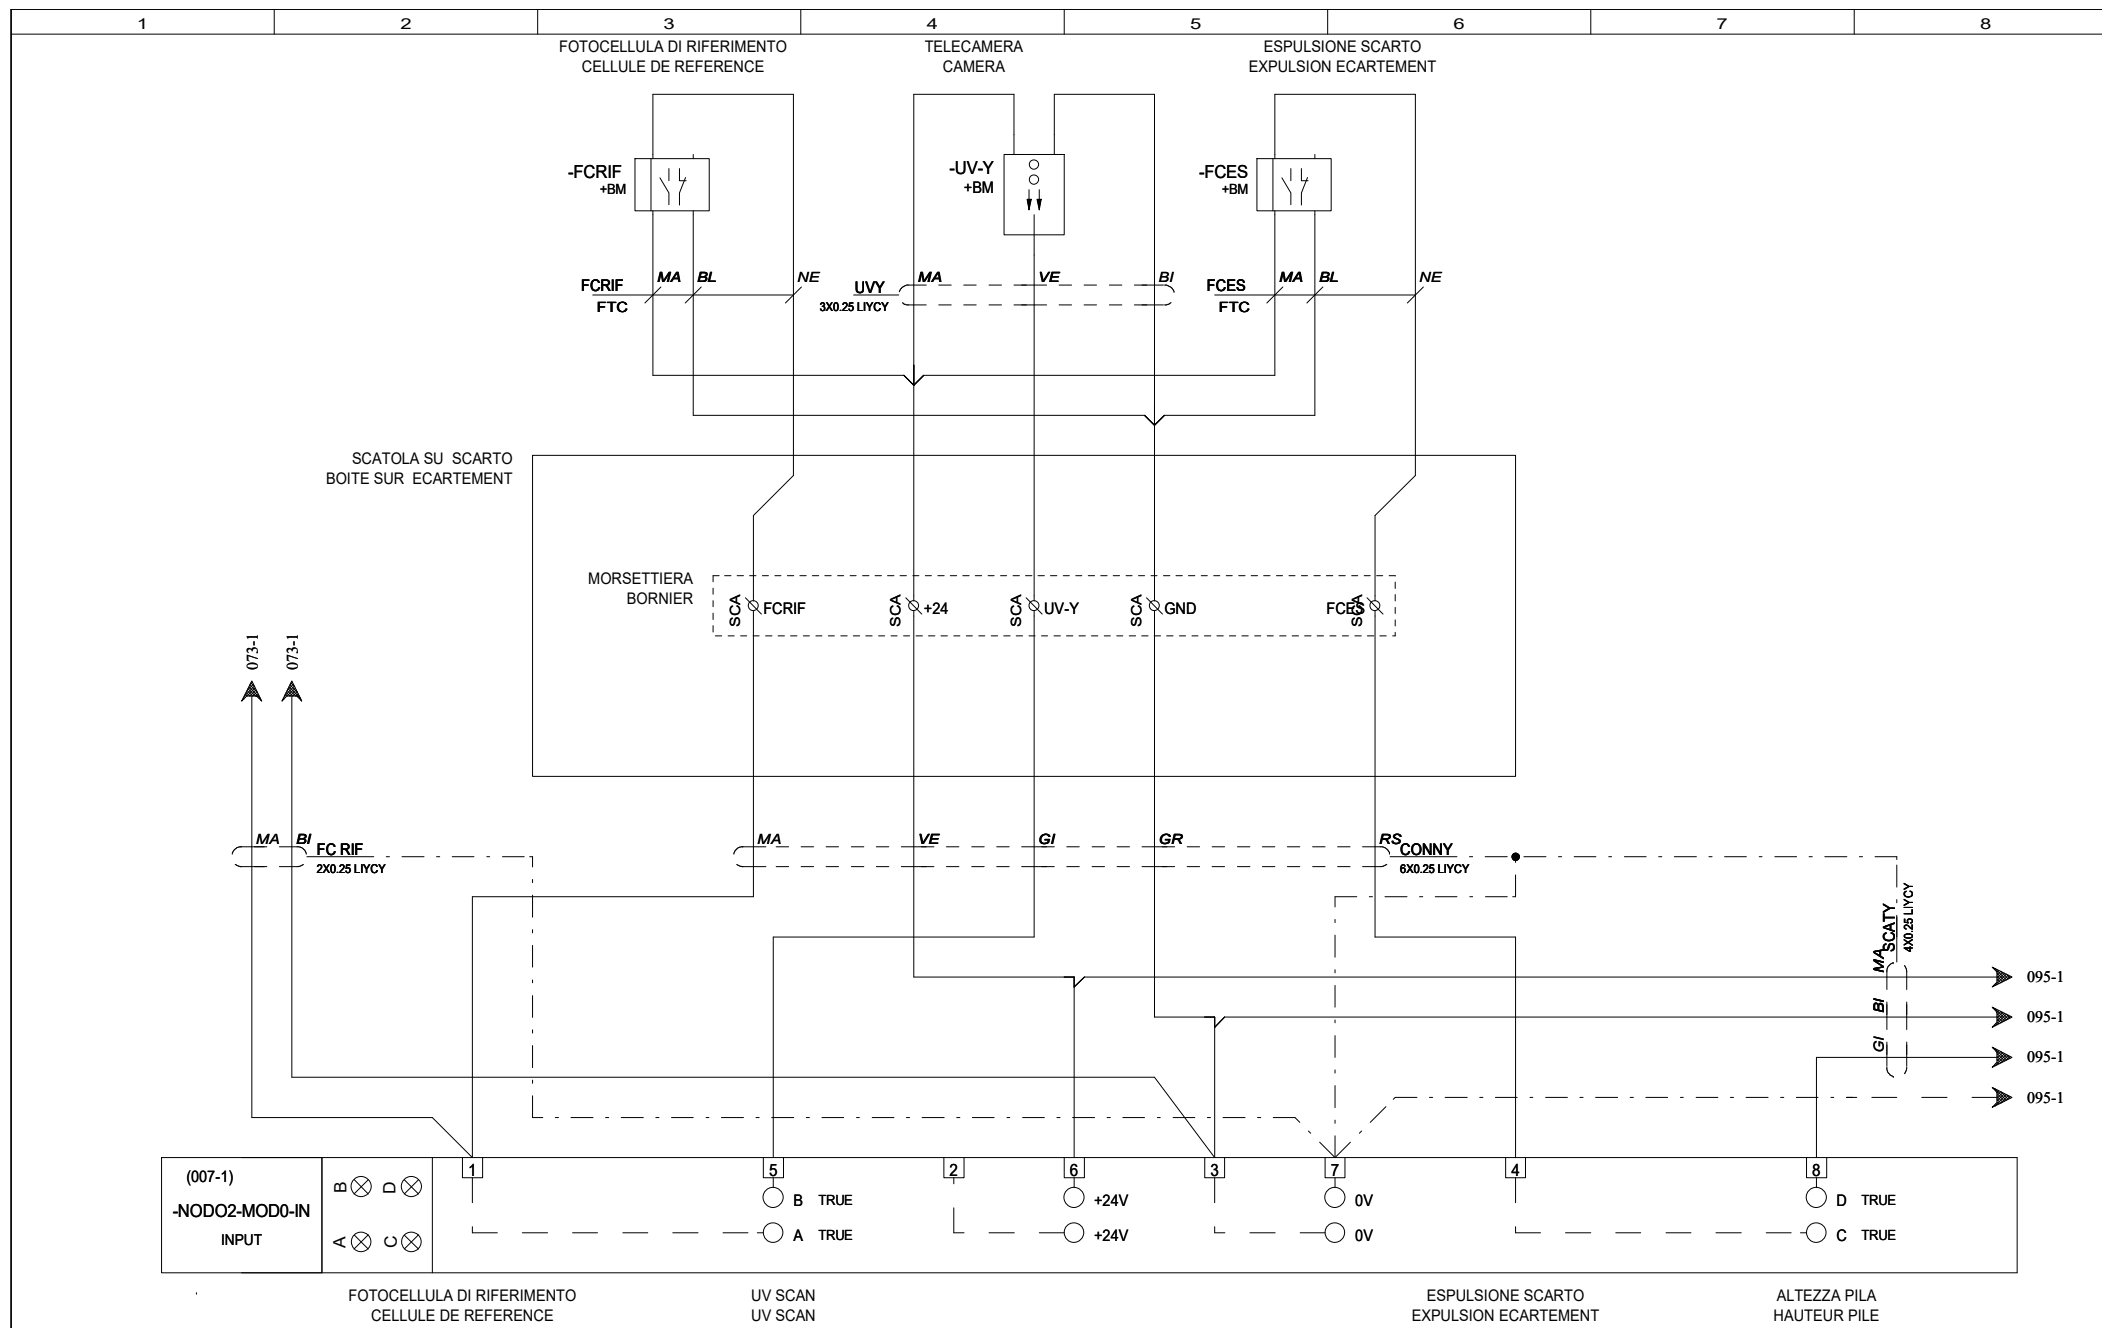 1 2 3 4 5 6 7 8
FOTOCELLULA DI RIFERIMENTO
CELLULE DE REFERENCE
TELECAMERA
CAMERA
ESPULSIONE SCARTO
EXPULSION ECARTEMENT
-FCRIF
+BM
-UV-Y
+BM
-FCES
+BM
FCRIF
FTC
MA BL NE
UVY
3X0.25 LIYCY
MA VE BI
FCES
FTC
MA BL NE
SCATOLA SU SCARTO
BOITE SUR ECARTEMENT
MORSETTIERA
BORNIER
SCA FCRIF
SCA +24
SCA UV-Y
SCA GND
FCES SCA
073-1
073-1
MA BI
FC RIF
2X0.25 LIYCY
MA VE GI GR RS
CONNY
6X0.25 LIYCY
SCATY
4X0.25 LIYCY
MA 095-1
BI 095-1
GI 095-1
095-1
(007-1)
-NODO2-MOD0-IN
INPUT
B D
A C
1 5 2 6 3 7 4 8
B TRUE +24V 0V D TRUE
A TRUE +24V 0V C TRUE
FOTOCELLULA DI RIFERIMENTO
CELLULE DE REFERENCE
UV SCAN
UV SCAN
ESPULSIONE SCARTO
EXPULSION ECARTEMENT
ALTEZZA PILA
HAUTEUR PILE